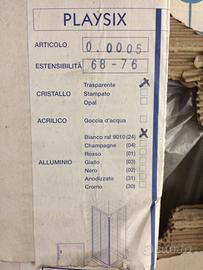 PLAYSIX
ARTICOLO. 0.0005
ESTENSIBILITÀ 68-76
Trasparente
CRISTALLO Stampato
Opal
ACRILICO Goccia d'acqua
Bianco ral 9010 (24)
Champagne (04)
Rosso (01)
ALLUMINIO Giallo (03)
Nero (02)
Anodizzato (31)
Cromo (30)